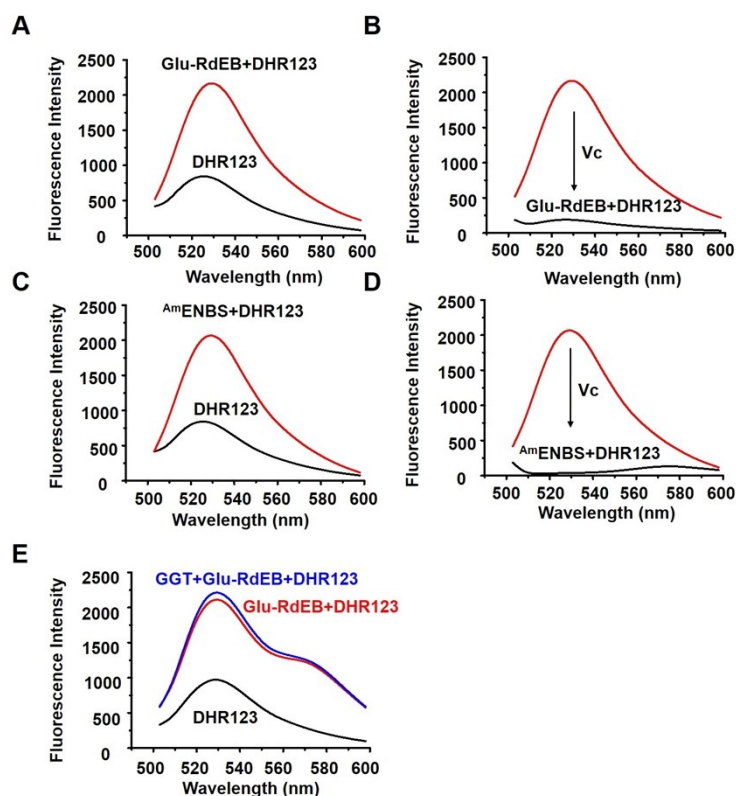 A
Fluorescence Intensity
2500
2000
1500
1000
500
0
Glu-RdEB+DHR123
DHR123
500 520 540 560 580 600
Wavelength (nm)
B
Fluorescence Intensity
2500
2000
1500
1000
500
0
Vc
Glu-RdEB+DHR123
500 520 540 560 580 600
Wavelength (nm)
C
Fluorescence Intensity
2500
2000
1500
1000
500
0
AmENBS+DHR123
DHR123
500 520 540 560 580 600
Wavelength (nm)
D
Fluorescence Intensity
2500
2000
1500
1000
500
0
Vc
AmENBS+DHR123
500 520 540 560 580 600
Wavelength (nm)
E
Fluorescence Intensity
2500
2000
1500
1000
500
0
GGT+Glu-RdEB+DHR123
Glu-RdEB+DHR123
DHR123
500 520 540 560 580 600
Wavelength (nm)